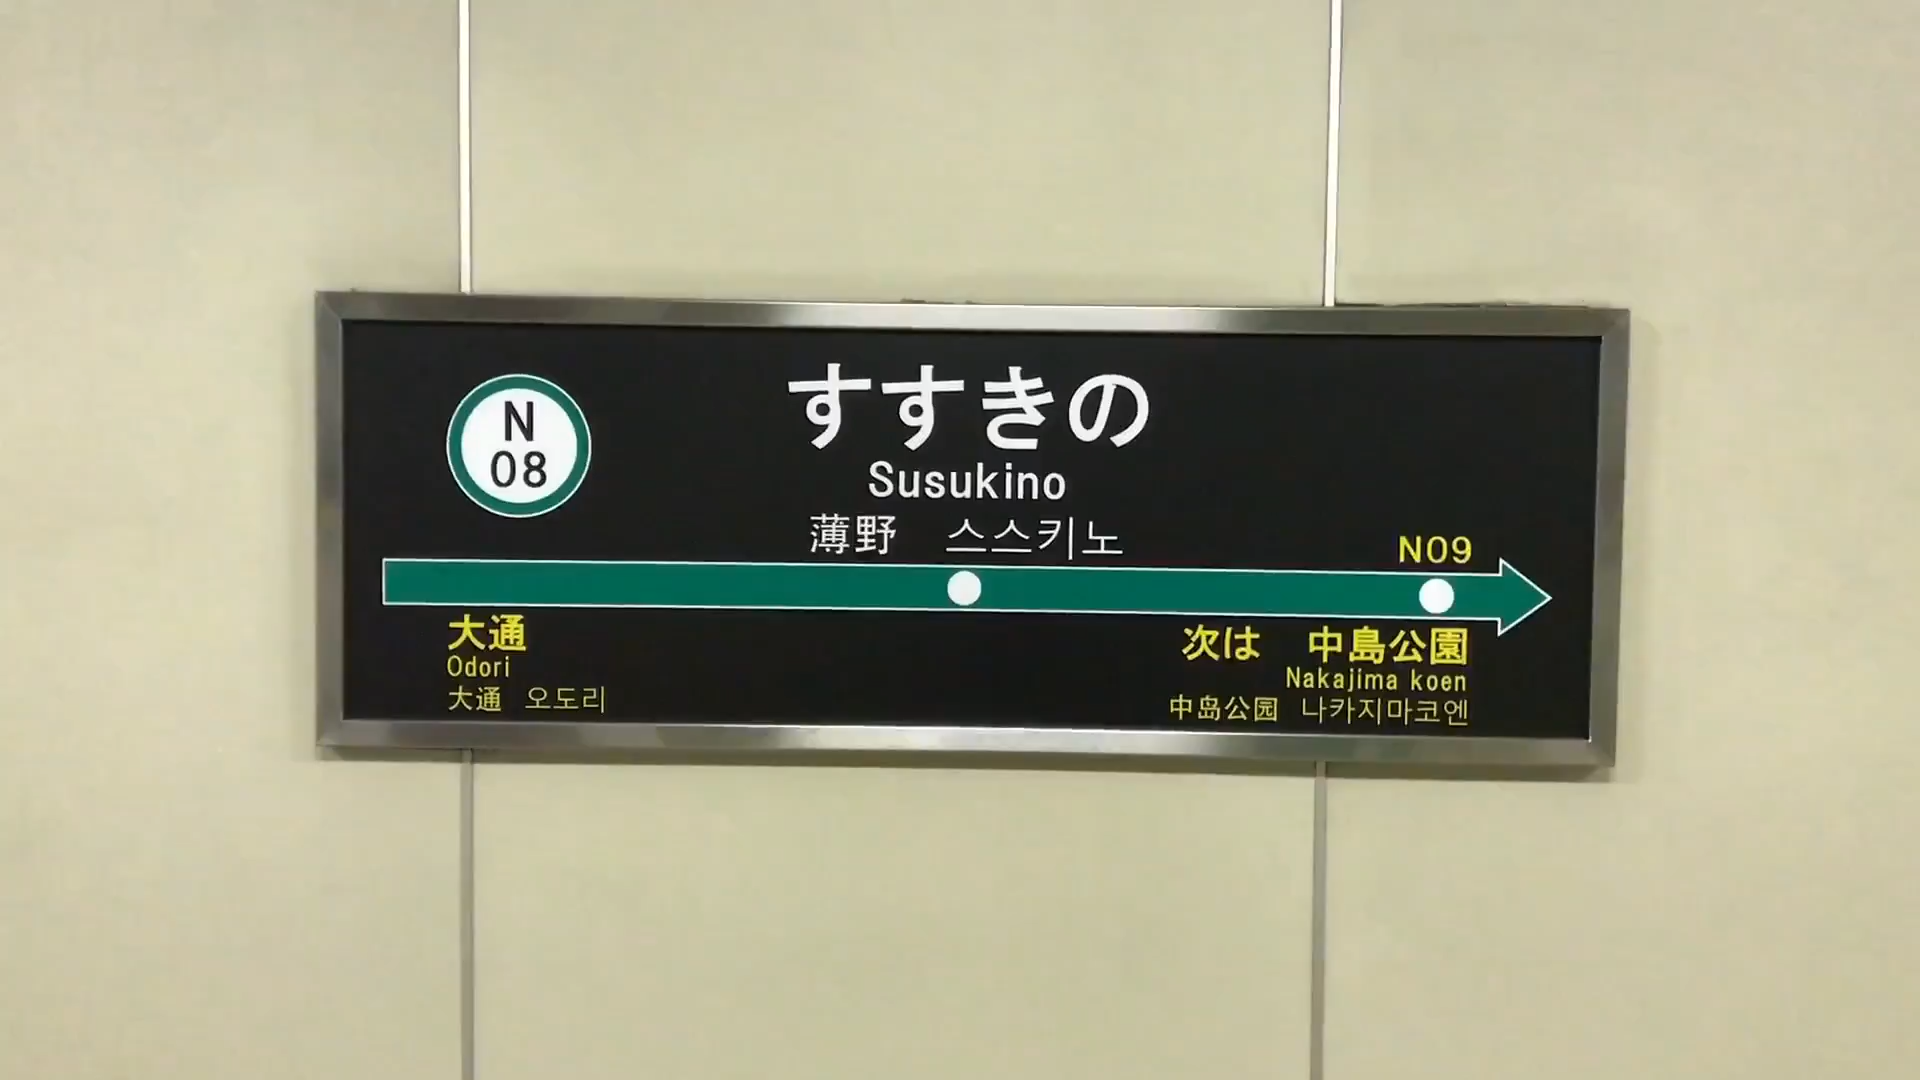 N
08
すすきの
Susukino
薄野 스스키노
N09
大通
Odori
大通 오도리
次は 中島公園
Nakajima koen
中岛公园 나카지마코엔